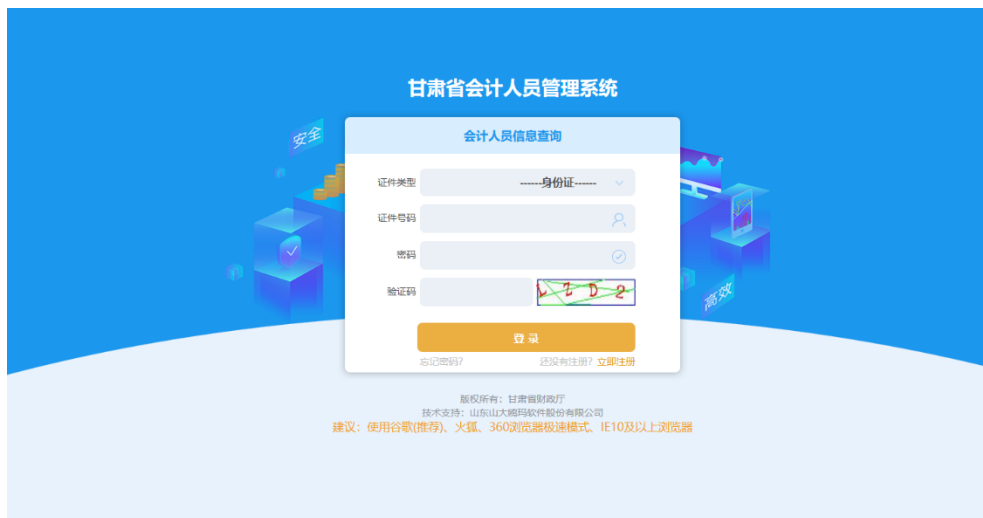 甘肃省会计人员管理系统
安全
会计人员信息查询
证件类型 ------身份证------
证件号码
密码
验证码 LZD2
高效
登录
忘记密码? 还没有注册? 立即注册
版权所有：甘肃省财政厅
技术支持：山东山大鸥玛软件股份有限公司
建议：使用谷歌(推荐)、火狐、360浏览器极速模式、IE10及以上浏览器